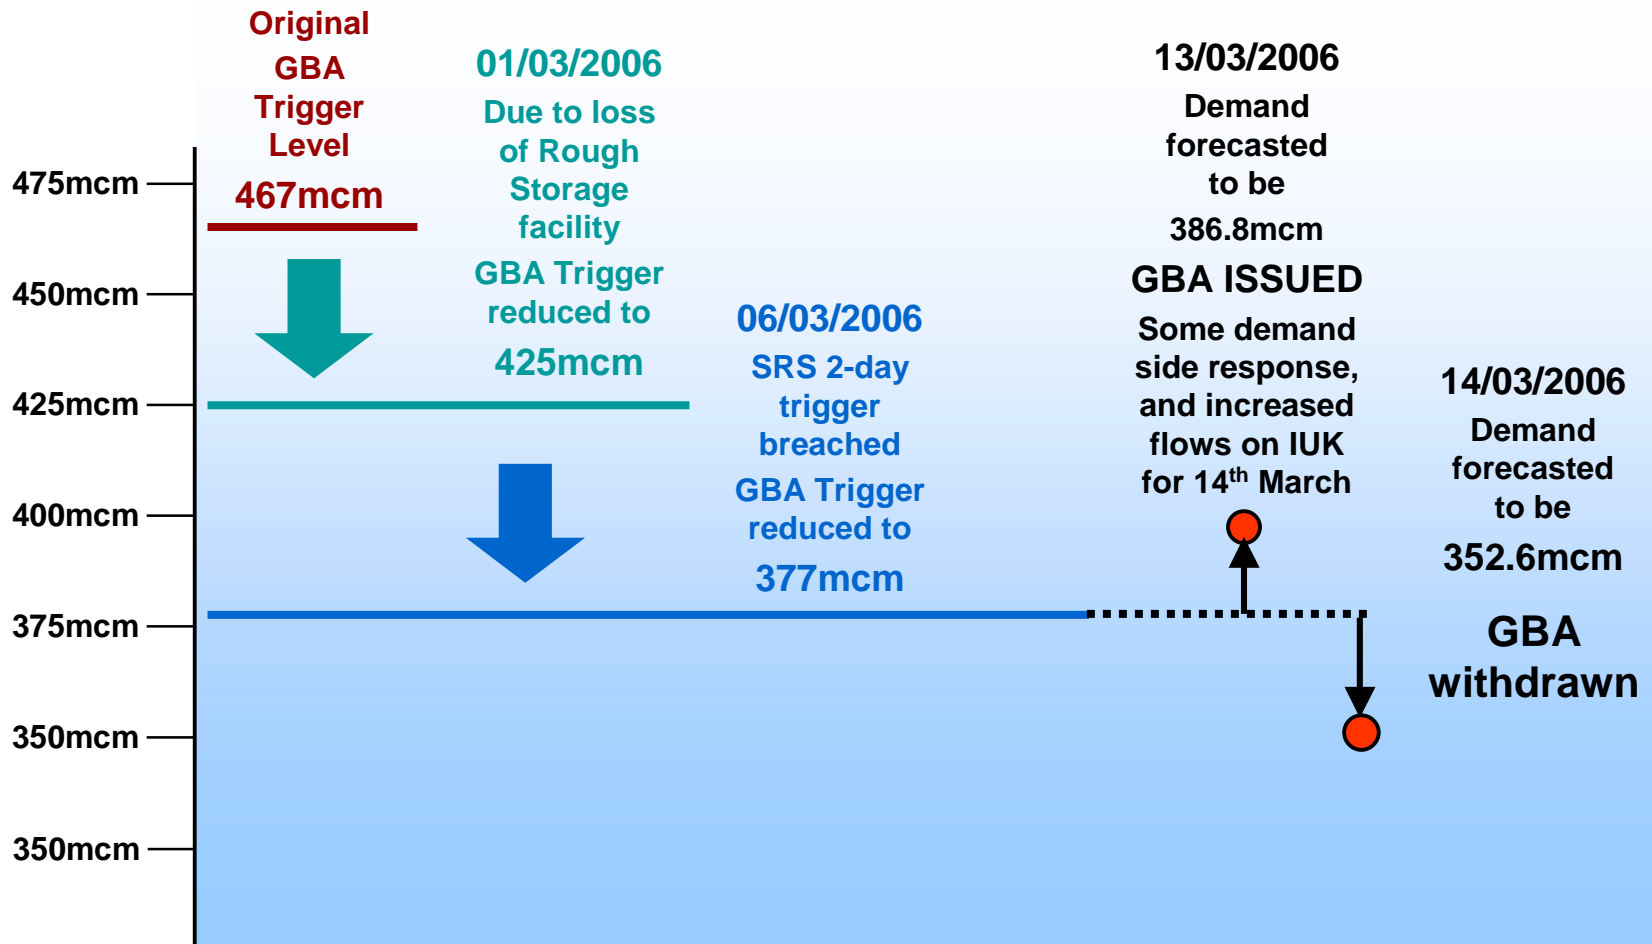 Original
GBA
Trigger
Level
467mcm
01/03/2006
Due to loss
of Rough
Storage
facility
GBA Trigger
reduced to
425mcm
06/03/2006
SRS 2-day
trigger
breached
GBA Trigger
reduced to
377mcm
13/03/2006
Demand
forecasted
to be
386.8mcm
GBA ISSUED
Some demand
side response,
and increased
flows on IUK
for 14th March
14/03/2006
Demand
forecasted
to be
352.6mcm
GBA
withdrawn
475mcm
450mcm
425mcm
400mcm
375mcm
350mcm
350mcm